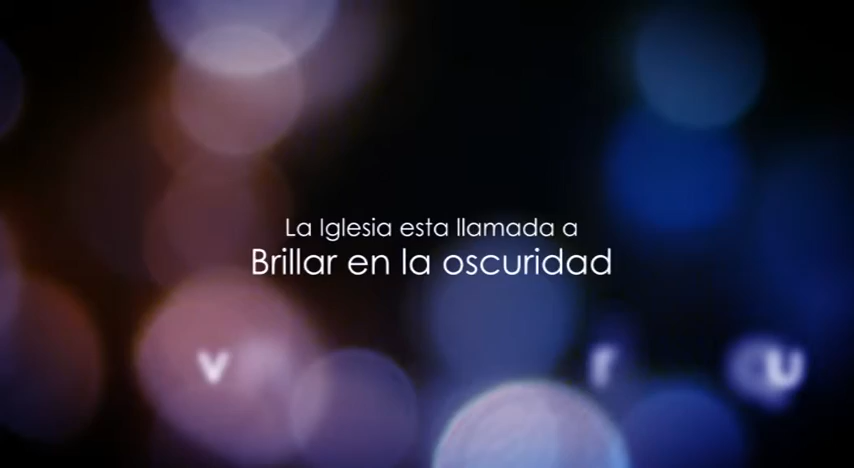 La Iglesia esta llamada a
Brillar en la oscuridad
v r u